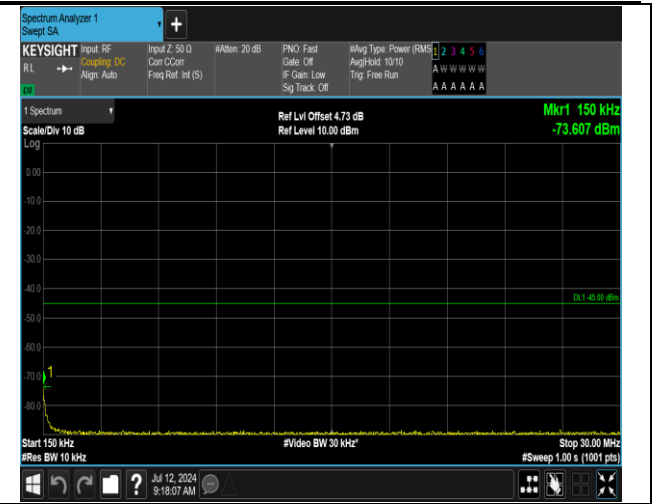 Spectrum Analyzer 1
Swept SA
+
KEYSIGHT
RL
Input: RF
Coupling: DC
Align: Auto
Input Z: 50 Ω
Corr CCorr
Freq Ref: Int (S)
#Atten: 20 dB
PNO: Fast
Gate: Off
IF Gain: Low
Sig Track: Off
#Avg Type: Power (RMS
Avg|Hold: 10/10
Trig: Free Run
1 2 3 4 5 6
A W W W W W
A A A A A A
1 Spectrum
Scale/Div 10 dB
Ref Lvl Offset 4.73 dB
Ref Level 10.00 dBm
Mkr1 150 kHz
-73.607 dBm
Log
0.00
-10.0
-20.0
-30.0
-40.0
DL1 -45.00 dBm
-50.0
-60.0
-70.0
1
-80.0
Start 150 kHz
#Video BW 30 kHz*
Stop 30.00 MHz
#Res BW 10 kHz
#Sweep 1.00 s (1001 pts)
?
Jul 12, 2024
9:18:07 AM